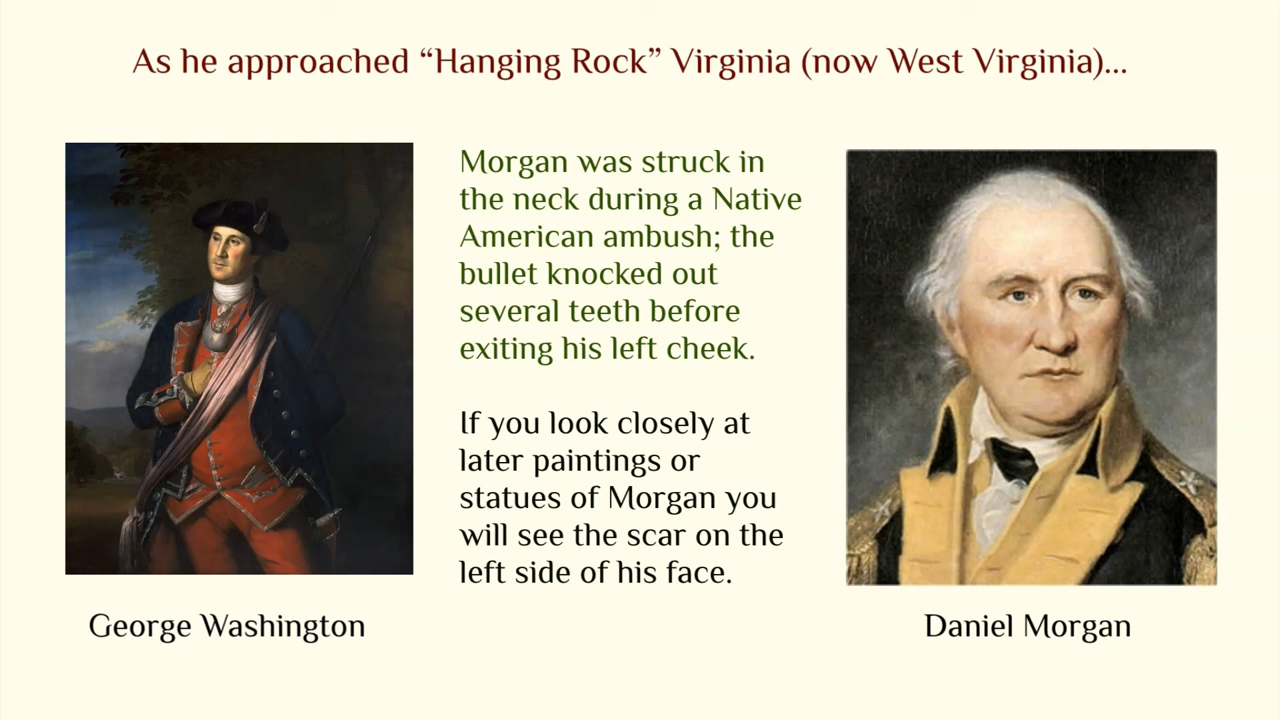 As he approached “Hanging Rock” Virginia (now West Virginia)...
Morgan was struck in
the neck during a Native
American ambush; the
bullet knocked out
several teeth before
exiting his left cheek.
If you look closely at
later paintings or
statues of Morgan you
will see the scar on the
left side of his face.
George Washington
Daniel Morgan